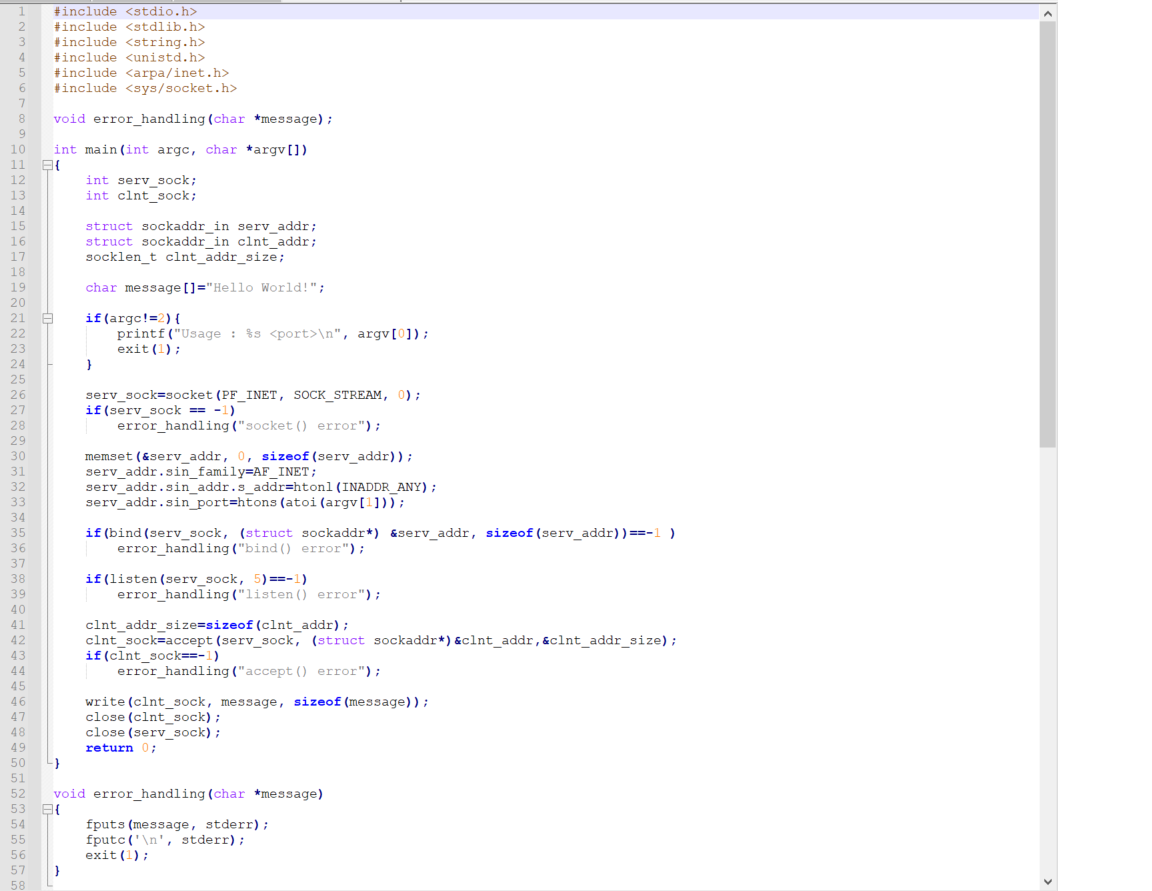 1 #include <stdio.h>
2 #include <stdlib.h>
3 #include <string.h>
4 #include <unistd.h>
5 #include <arpa/inet.h>
6 #include <sys/socket.h>
7
8 void error_handling(char *message);
9
10 int main(int argc, char *argv[])
11 {
12     int serv_sock;
13     int clnt_sock;
14
15     struct sockaddr_in serv_addr;
16     struct sockaddr_in clnt_addr;
17     socklen_t clnt_addr_size;
18
19     char message[]="Hello World!";
20
21     if(argc!=2){
22         printf("Usage : %s <port>\n", argv[0]);
23         exit(1);
24     }
25
26     serv_sock=socket(PF_INET, SOCK_STREAM, 0);
27     if(serv_sock == -1)
28         error_handling("socket() error");
29
30     memset(&serv_addr, 0, sizeof(serv_addr));
31     serv_addr.sin_family=AF_INET;
32     serv_addr.sin_addr.s_addr=htonl(INADDR_ANY);
33     serv_addr.sin_port=htons(atoi(argv[1]));
34
35     if(bind(serv_sock, (struct sockaddr*) &serv_addr, sizeof(serv_addr))==-1 )
36         error_handling("bind() error");
37
38     if(listen(serv_sock, 5)==-1)
39         error_handling("listen() error");
40
41     clnt_addr_size=sizeof(clnt_addr);
42     clnt_sock=accept(serv_sock, (struct sockaddr*)&clnt_addr,&clnt_addr_size);
43     if(clnt_sock==-1)
44         error_handling("accept() error");
45
46     write(clnt_sock, message, sizeof(message));
47     close(clnt_sock);
48     close(serv_sock);
49     return 0;
50 }
51
52 void error_handling(char *message)
53 {
54     fputs(message, stderr);
55     fputc('\n', stderr);
56     exit(1);
57 }
58